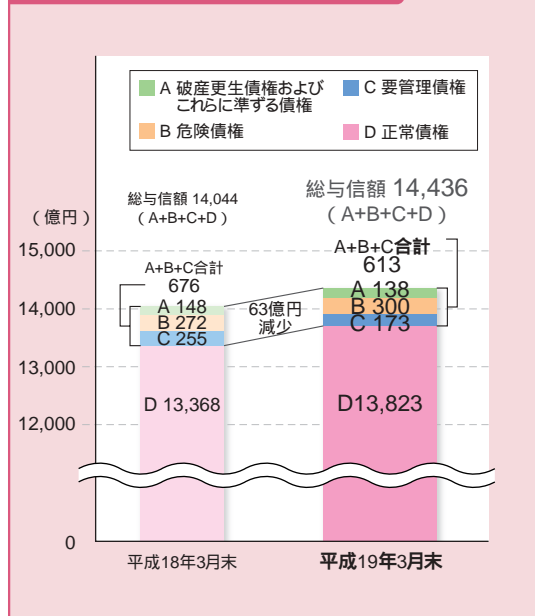 A 破産更生債権および
これらに準ずる債権
C 要管理債権
B 危険債権
D 正常債権
総与信額 14,044
（A+B+C+D）
総与信額 14,436
（A+B+C+D）
（億円）
15,000
14,000
13,000
12,000
0
A+B+C合計
676
A 148
B 272
C 255
D 13,368
63億円
減少
A+B+C合計
613
A 138
B 300
C 173
D13,823
平成18年3月末
平成19年3月末